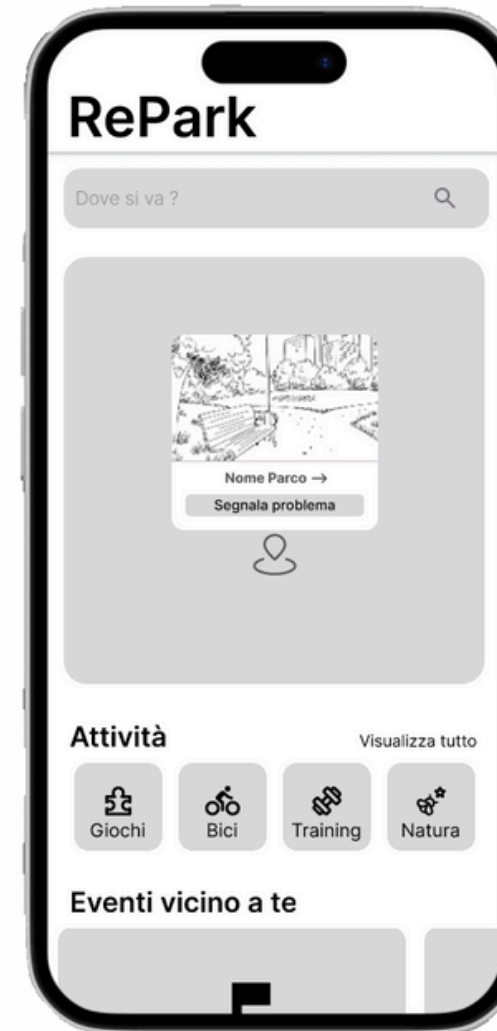 RePark
Dove si va ?
Nome Parco →
Segnala problema
Attività
Visualizza tutto
Giochi
Bici
Training
Natura
Eventi vicino a te